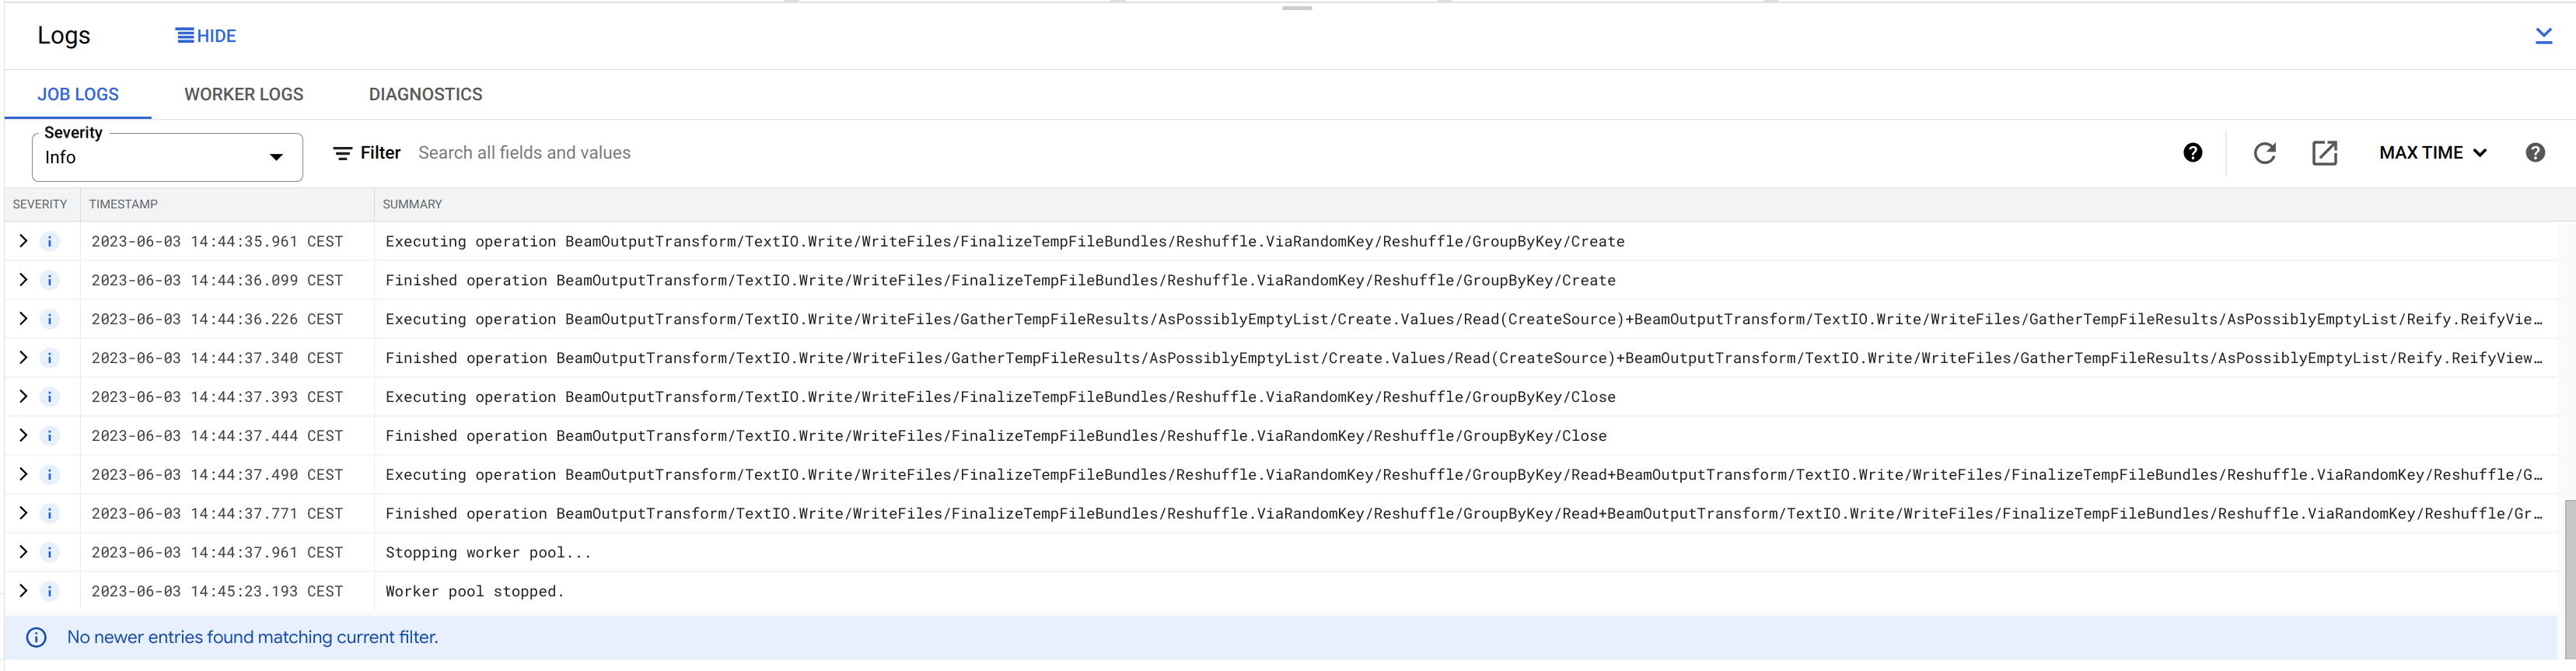 Logs
HIDE
JOB LOGS WORKER LOGS DIAGNOSTICS
Severity
Info
Filter Search all fields and values
MAX TIME
SEVERITY TIMESTAMP SUMMARY
2023-06-03 14:44:35.961 CEST Executing operation BeamOutputTransform/TextIO.Write/WriteFiles/FinalizeTempFileBundles/Reshuffle.ViaRandomKey/Reshuffle/GroupByKey/Create
2023-06-03 14:44:36.099 CEST Finished operation BeamOutputTransform/TextIO.Write/WriteFiles/FinalizeTempFileBundles/Reshuffle.ViaRandomKey/Reshuffle/GroupByKey/Create
2023-06-03 14:44:36.226 CEST Executing operation BeamOutputTransform/TextIO.Write/WriteFiles/GatherTempFileResults/AsPossiblyEmptyList/Create.Values/Read(CreateSource)+BeamOutputTransform/TextIO.Write/WriteFiles/GatherTempFileResults/AsPossiblyEmptyList/Reify.ReifyVie…
2023-06-03 14:44:37.340 CEST Finished operation BeamOutputTransform/TextIO.Write/WriteFiles/GatherTempFileResults/AsPossiblyEmptyList/Create.Values/Read(CreateSource)+BeamOutputTransform/TextIO.Write/WriteFiles/GatherTempFileResults/AsPossiblyEmptyList/Reify.ReifyView…
2023-06-03 14:44:37.393 CEST Executing operation BeamOutputTransform/TextIO.Write/WriteFiles/FinalizeTempFileBundles/Reshuffle.ViaRandomKey/Reshuffle/GroupByKey/Close
2023-06-03 14:44:37.444 CEST Finished operation BeamOutputTransform/TextIO.Write/WriteFiles/FinalizeTempFileBundles/Reshuffle.ViaRandomKey/Reshuffle/GroupByKey/Close
2023-06-03 14:44:37.490 CEST Executing operation BeamOutputTransform/TextIO.Write/WriteFiles/FinalizeTempFileBundles/Reshuffle.ViaRandomKey/Reshuffle/GroupByKey/Read+BeamOutputTransform/TextIO.Write/WriteFiles/FinalizeTempFileBundles/Reshuffle.ViaRandomKey/Reshuffle/G…
2023-06-03 14:44:37.771 CEST Finished operation BeamOutputTransform/TextIO.Write/WriteFiles/FinalizeTempFileBundles/Reshuffle.ViaRandomKey/Reshuffle/GroupByKey/Read+BeamOutputTransform/TextIO.Write/WriteFiles/FinalizeTempFileBundles/Reshuffle.ViaRandomKey/Reshuffle/Gr…
2023-06-03 14:44:37.961 CEST Stopping worker pool...
2023-06-03 14:45:23.193 CEST Worker pool stopped.
No newer entries found matching current filter.